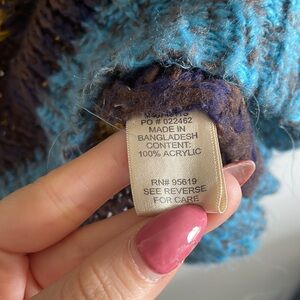 PO # 022462
MADE IN
BANGLADESH
CONTENT:
100% ACRYLIC
RN# 95619
SEE REVERSE
FOR CARE